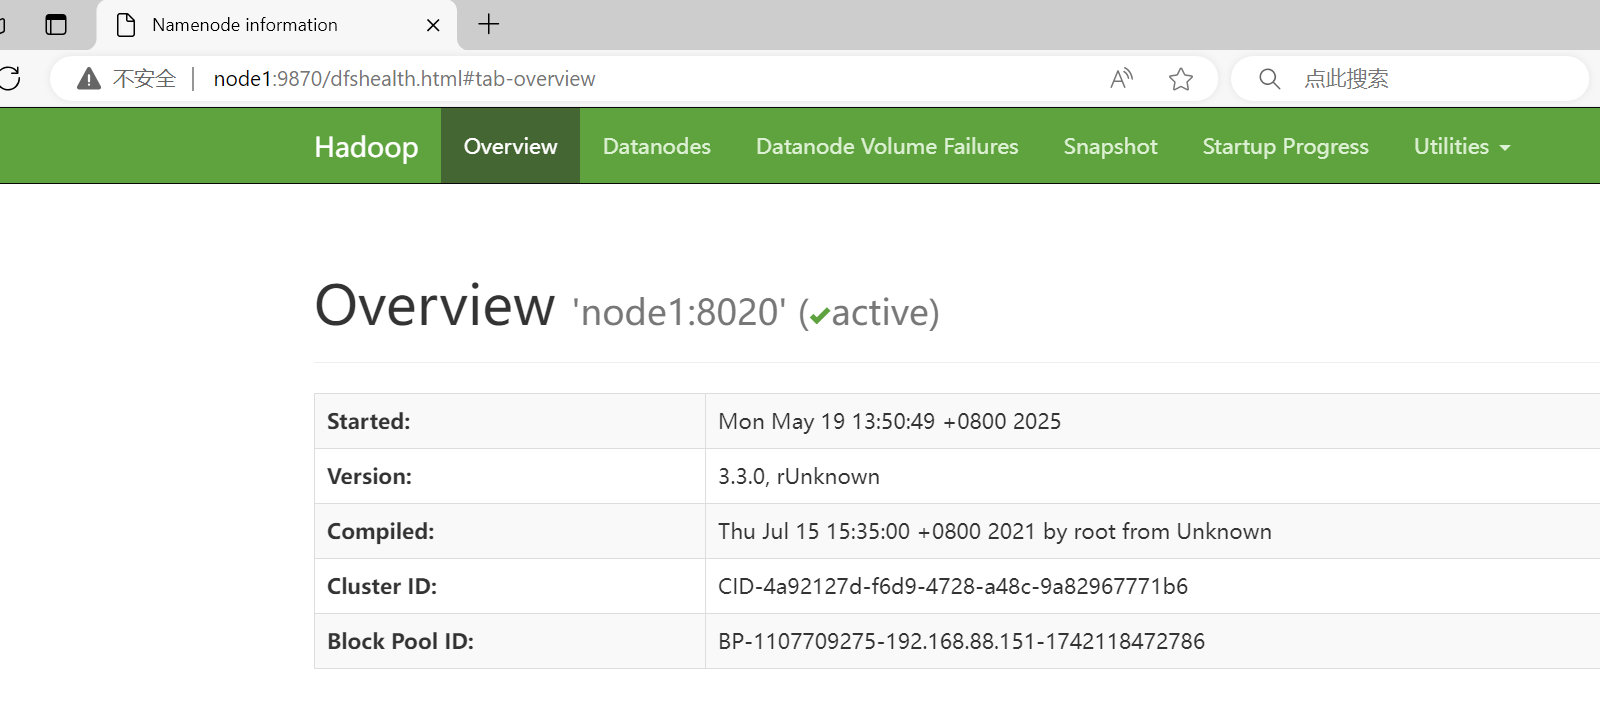 Namenode information
不安全 node1:9870/dfshealth.html#tab-overview 点此搜索
Hadoop Overview Datanodes Datanode Volume Failures Snapshot Startup Progress Utilities
Overview 'node1:8020' (✔active)
Started: Mon May 19 13:50:49 +0800 2025
Version: 3.3.0, rUnknown
Compiled: Thu Jul 15 15:35:00 +0800 2021 by root from Unknown
Cluster ID: CID-4a92127d-f6d9-4728-a48c-9a82967771b6
Block Pool ID: BP-1107709275-192.168.88.151-1742118472786